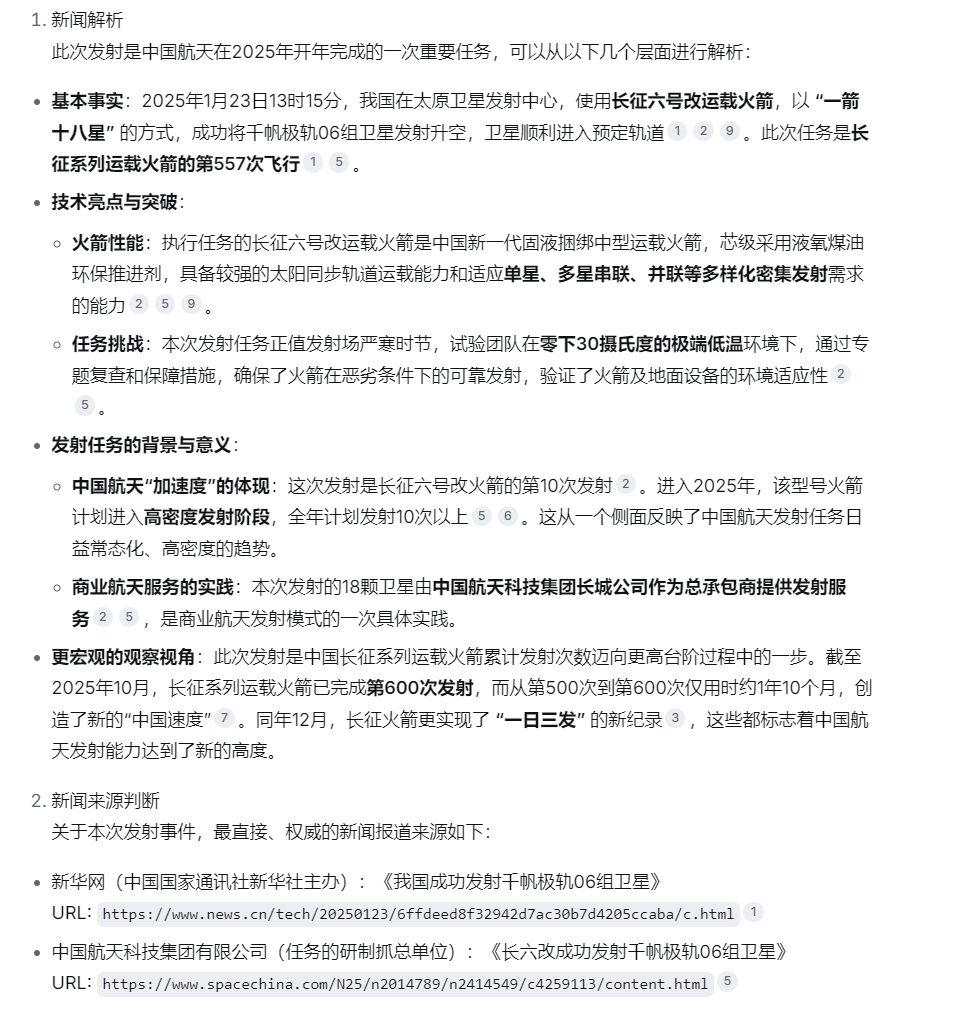 1. 新闻解析
此次发射是中国航天在2025年开年完成的一次重要任务，可以从以下几个层面进行解析：
• 基本事实：2025年1月23日13时15分，我国在太原卫星发射中心，使用长征六号改运载火箭，以 “一箭
十八星” 的方式，成功将千帆极轨06组卫星发射升空，卫星顺利进入预定轨道 1 2 9 。此次任务是长
征系列运载火箭的第557次飞行 1 5 。
• 技术亮点与突破：
○ 火箭性能：执行任务的长征六号改运载火箭是中国新一代固液捆绑中型运载火箭，芯级采用液氧煤油
环保推进剂，具备较强的太阳同步轨道运载能力和适应单星、多星串联、并联等多样化密集发射需求
的能力 2 5 9 。
○ 任务挑战：本次发射任务正值发射场严寒时节，试验团队在零下30摄氏度的极端低温环境下，通过专
题复查和保障措施，确保了火箭在恶劣条件下的可靠发射，验证了火箭及地面设备的环境适应性 2
5 。
• 发射任务的背景与意义：
○ 中国航天“加速度”的体现：这次发射是长征六号改火箭的第10次发射 2 。进入2025年，该型号火箭
计划进入高密度发射阶段，全年计划发射10次以上 5 6 。这从一个侧面反映了中国航天发射任务日
益常态化、高密度的趋势。
○ 商业航天服务的实践：本次发射的18颗卫星由中国航天科技集团长城公司作为总承包商提供发射服
务 2 5 ，是商业航天发射模式的一次具体实践。
• 更宏观的观察视角：此次发射是中国长征系列运载火箭累计发射次数迈向更高台阶过程中的一步。截至
2025年10月，长征系列运载火箭已完成第600次发射，而从第500次到第600次仅用时约1年10个月，创
造了新的“中国速度” 7 。同年12月，长征火箭更实现了 “一日三发” 的新纪录 3 ，这些都标志着中国航
天发射能力达到了新的高度。
2. 新闻来源判断
关于本次发射事件，最直接、权威的新闻报道来源如下：
• 新华网（中国国家通讯社新华社主办）：《我国成功发射千帆极轨06组卫星》
URL: https://www.news.cn/tech/20250123/6ffdeed8f32942d7ac30b7d4205ccaba/c.html 1
• 中国航天科技集团有限公司（任务的研制抓总单位）：《长六改成功发射千帆极轨06组卫星》
URL: https://www.spacechina.com/N25/n2014789/n2414549/c4259113/content.html 5